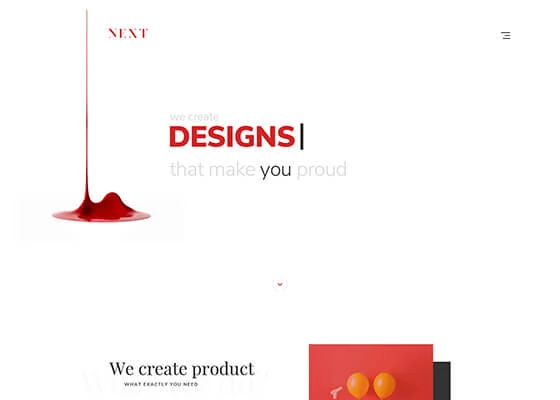 NEXT
we create
DESIGNS|
that make you proud
We create product
WHAT EXACTLY YOU NEED